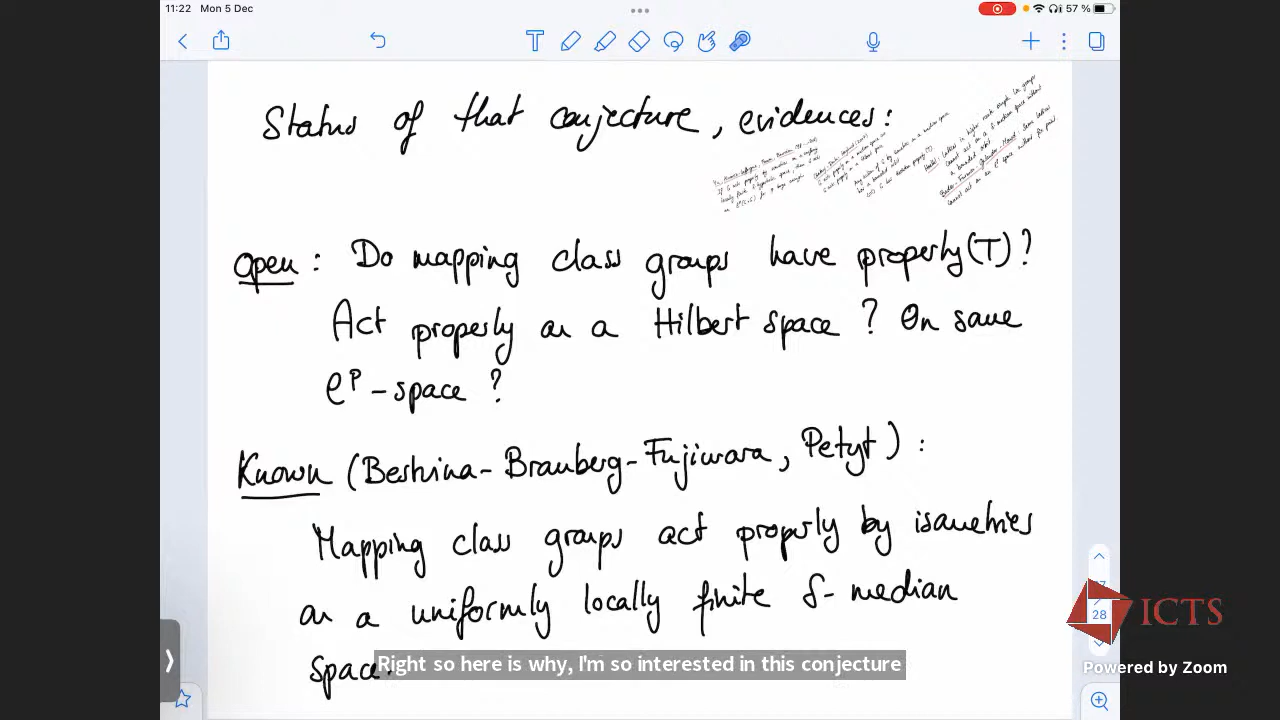 11:22 Mon 5 Dec
57 %
Status of that conjecture, evidences:
Open: Do mapping class groups have property (T)?
Act properly on a Hilbert space? On some
ℓᵖ-space?
Known (Bestvina-Bromberg-Fujiwara, Petyt):
Mapping class groups act properly by isometries
on a uniformly locally finite δ-median
space.
Right so here is why, I'm so interested in this conjecture
28
ICTS
Powered by Zoom